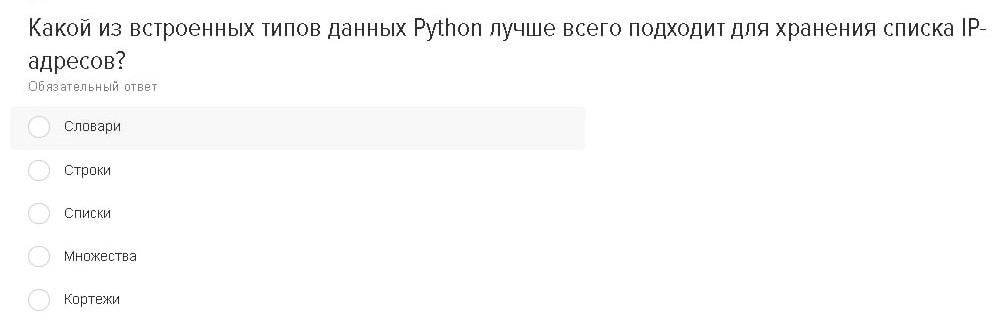 Какой из встроенных типов данных Python лучше всего подходит для хранения списка IP-
адресов?
Обязательный ответ
Словари
Строки
Списки
Множества
Кортежи